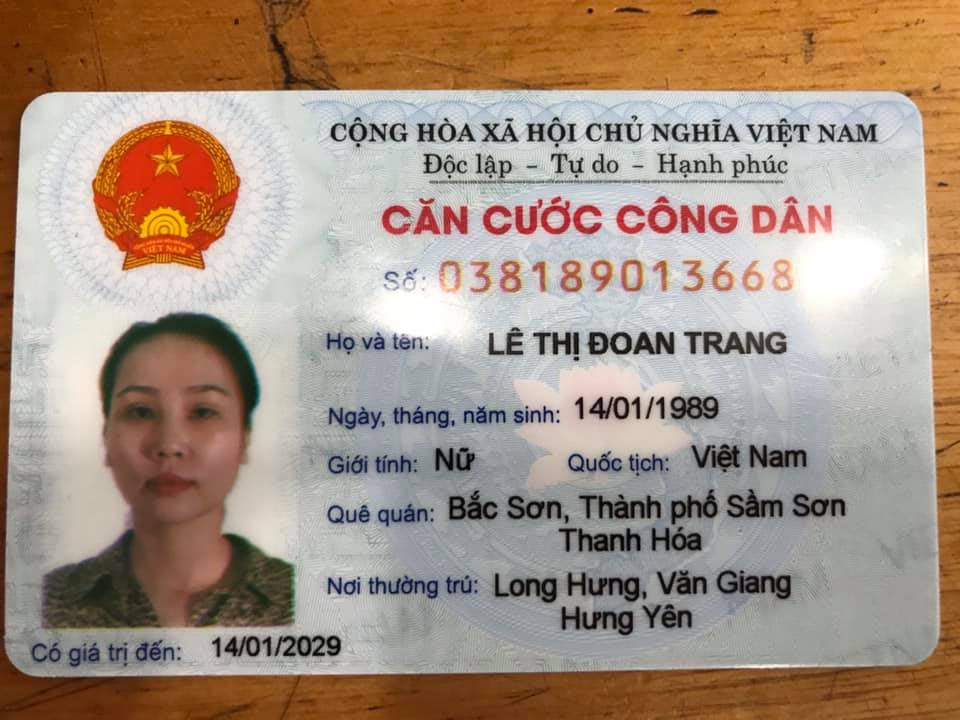 CỘNG HÒA XÃ HỘI CHỦ NGHĨA VIỆT NAM
Độc lập - Tự do - Hạnh phúc
CĂN CƯỚC CÔNG DÂN
Số: 038189013668
Họ và tên: LÊ THỊ ĐOAN TRANG
Ngày, tháng, năm sinh: 14/01/1989
Giới tính: Nữ Quốc tịch: Việt Nam
Quê quán: Bắc Sơn, Thành phố Sầm Sơn
Thanh Hóa
Nơi thường trú: Long Hưng, Văn Giang
Hưng Yên
Có giá trị đến: 14/01/2029
VIỆT NAM